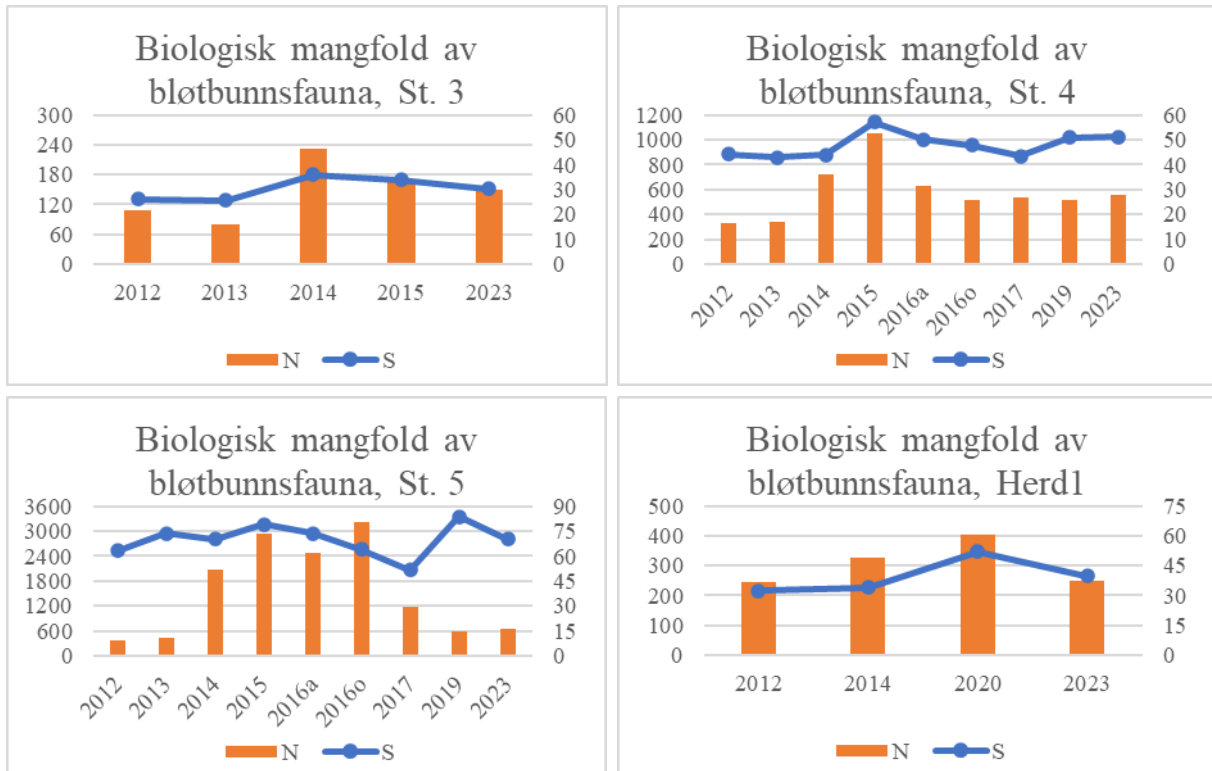 Biologisk mangfold av
bløtbunnsfauna, St. 3
300 60
240 50
180 40
120 30
60 20
0 10
0
2012 2013 2014 2015 2023
N S
Biologisk mangfold av
bløtbunnsfauna, St. 4
1200 60
1000 50
800 40
600 30
400 20
200 10
0 0
2012 2013 2014 2015 2016a 2016o 2017 2019 2023
N S
Biologisk mangfold av
bløtbunnsfauna, St. 5
3600 90
3000 75
2400 60
1800 45
1200 30
600 15
0 0
2012 2013 2014 2015 2016a 2016o 2017 2019 2023
N S
Biologisk mangfold av
bløtbunnsfauna, Herd1
500 75
400 60
300 45
200 30
100 15
0 0
2012 2014 2020 2023
N S